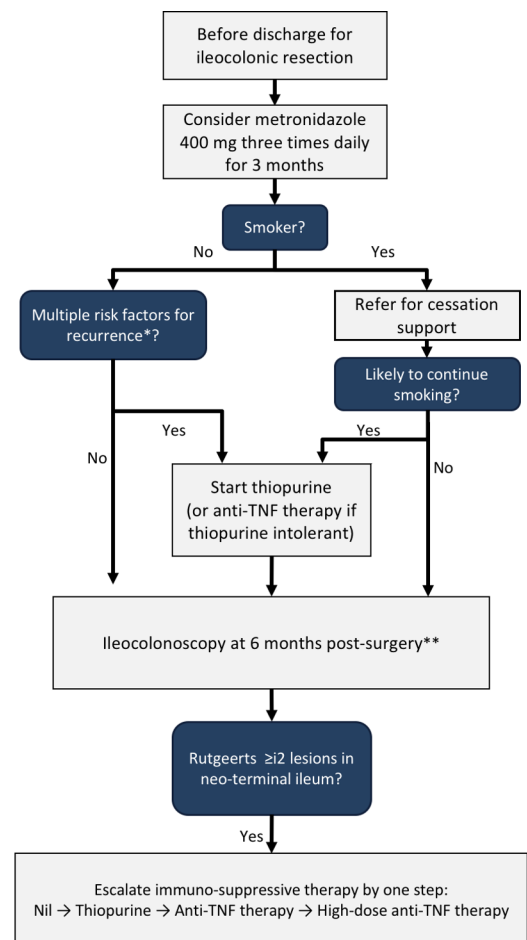 Before discharge for
ileocolonic resection
Consider metronidazole
400 mg three times daily
for 3 months
Smoker?
No
Yes
Multiple risk factors for
recurrence*?
Refer for cessation
support
Likely to continue
smoking?
Yes
Yes
No
No
Start thiopurine
(or anti-TNF therapy if
thiopurine intolerant)
Ileocolonoscopy at 6 months post-surgery**
Rutgeerts ≥i2 lesions in
neo-terminal ileum?
Yes
Escalate immuno-suppressive therapy by one step:
Nil → Thiopurine → Anti-TNF therapy → High-dose anti-TNF therapy